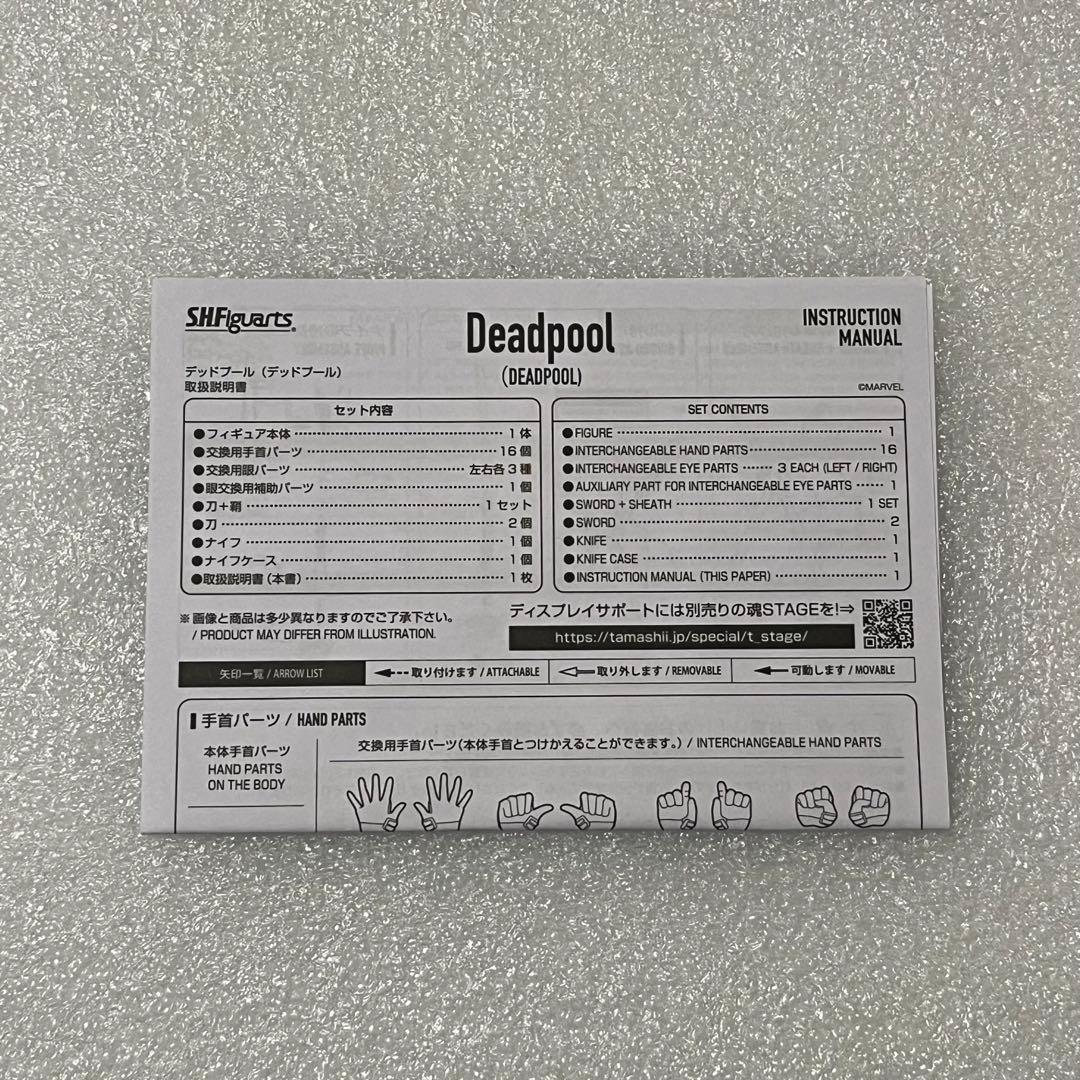 S.H.Figuarts®
Deadpool
(DEADPOOL)
INSTRUCTION
MANUAL
デッドプール（デッドプール）
取扱説明書
©MARVEL
セット内容
●フィギュア本体 1体
●交換用手首パーツ 16個
●交換用眼パーツ 左右各3種
●眼交換用補助パーツ 1個
●刀＋鞘 1セット
●刀 2個
●ナイフ 1個
●ナイフケース 1個
●取扱説明書（本書） 1枚
SET CONTENTS
●FIGURE 1
●INTERCHANGEABLE HAND PARTS 16
●INTERCHANGEABLE EYE PARTS 3 EACH (LEFT / RIGHT)
●AUXILIARY PART FOR INTERCHANGEABLE EYE PARTS 1
●SWORD + SHEATH 1 SET
●SWORD 2
●KNIFE 1
●KNIFE CASE 1
●INSTRUCTION MANUAL (THIS PAPER) 1
※画像と商品は多少異なりますのでご了承下さい。
/ PRODUCT MAY DIFFER FROM ILLUSTRATION.
ディスプレイサポートには別売りの魂STAGEを!⇒
https://tamashii.jp/special/t_stage/
矢印一覧 / ARROW LIST
取り付けます / ATTACHABLE
取り外します / REMOVABLE
可動します / MOVABLE
手首パーツ / HAND PARTS
本体手首パーツ
HAND PARTS
ON THE BODY
交換用手首パーツ（本体手首とつけかえることができます。） / INTERCHANGEABLE HAND PARTS